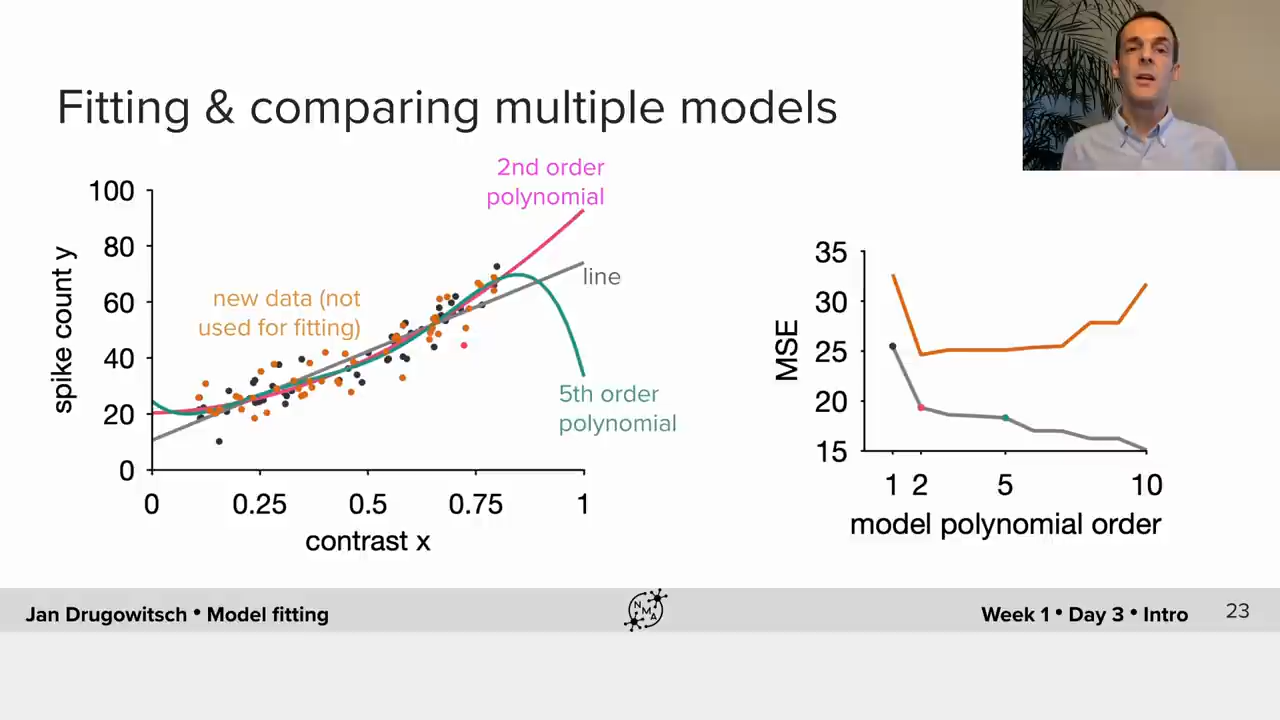 Fitting & comparing multiple models
2nd order
polynomial
100
80
60
40
20
0
spike count y
new data (not
used for fitting)
line
5th order
polynomial
0 0.25 0.5 0.75 1
contrast x
35
30
25
20
15
MSE
1 2 5 10
model polynomial order
Jan Drugowitsch • Model fitting
N
M
A
Week 1 • Day 3 • Intro
23